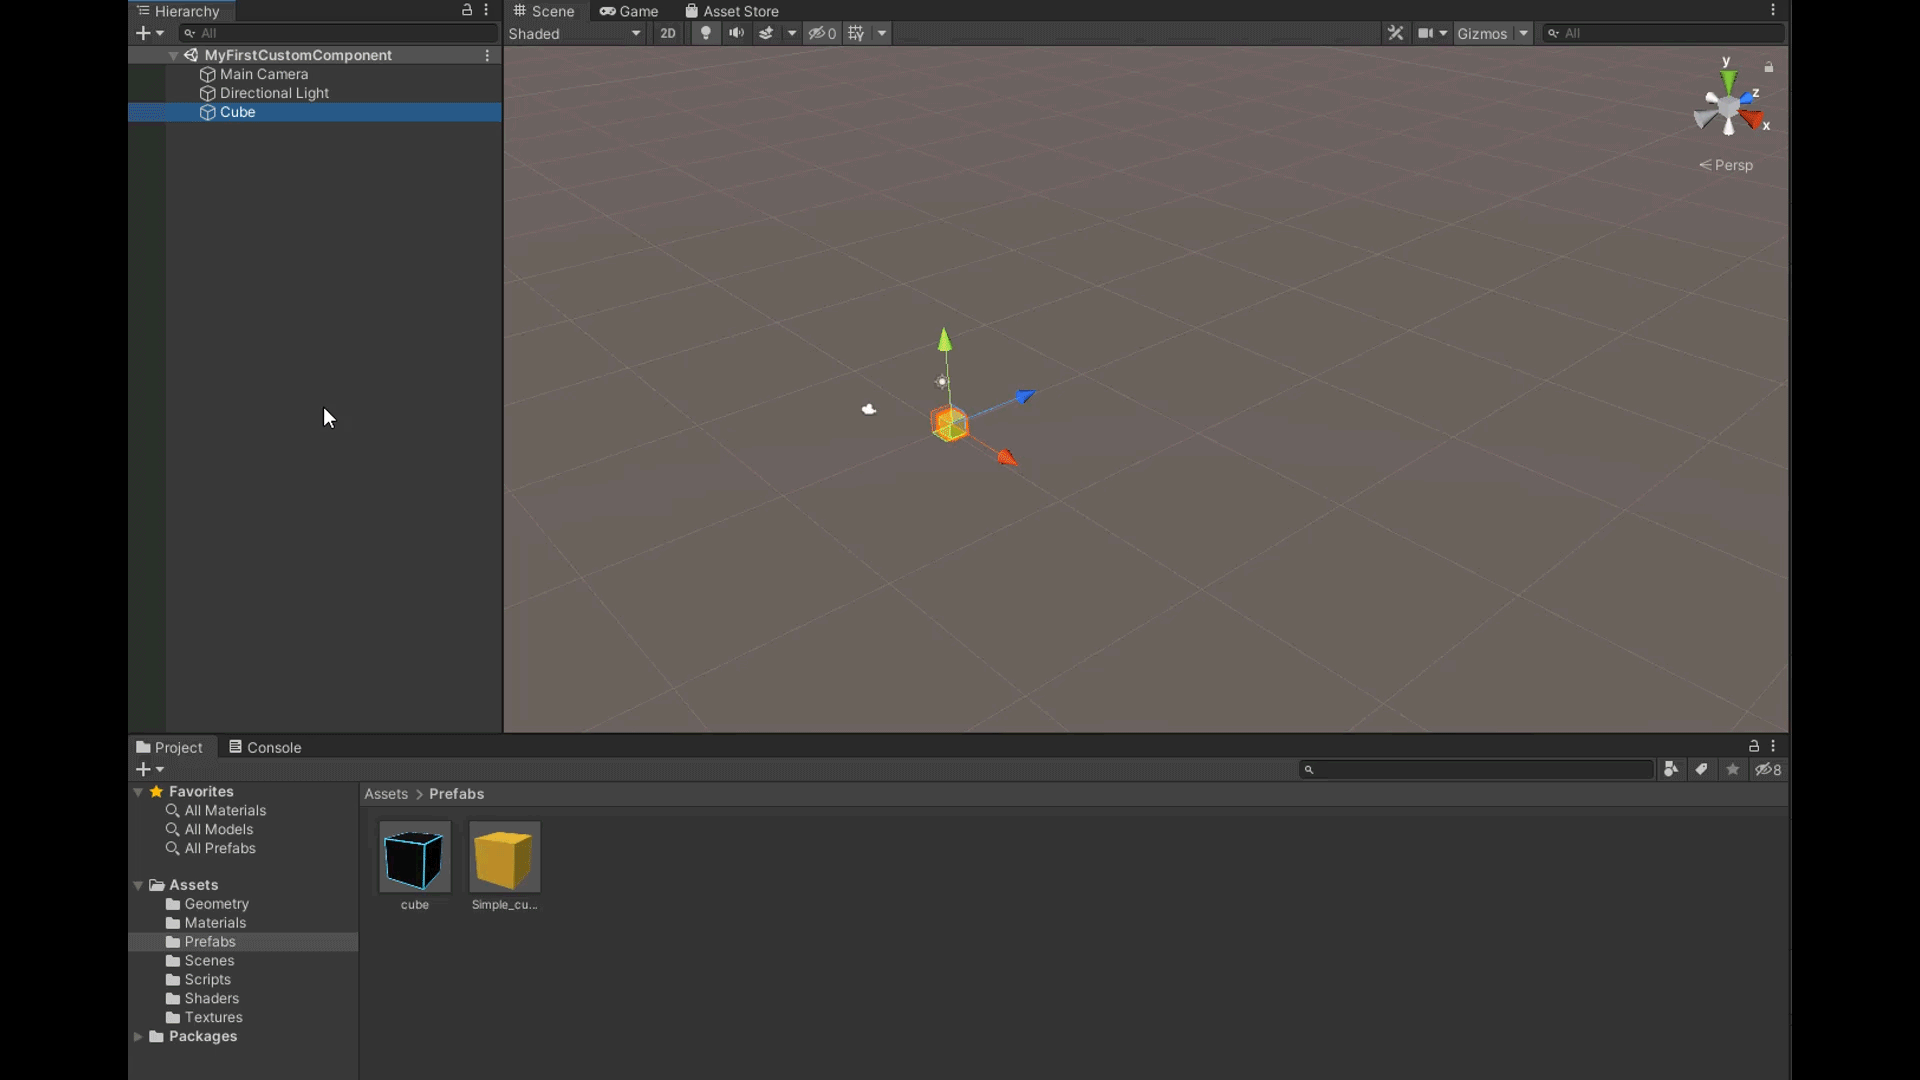 Hierarchy
Scene
Game
Asset Store
All
Shaded
2D
0
Gizmos
All
MyFirstCustomComponent
Main Camera
Directional Light
Cube
y
z
x
Persp
Project
Console
8
Favorites
All Materials
All Models
All Prefabs
Assets
Geometry
Materials
Prefabs
Scenes
Scripts
Shaders
Textures
Packages
Assets > Prefabs
cube
Simple_cu...